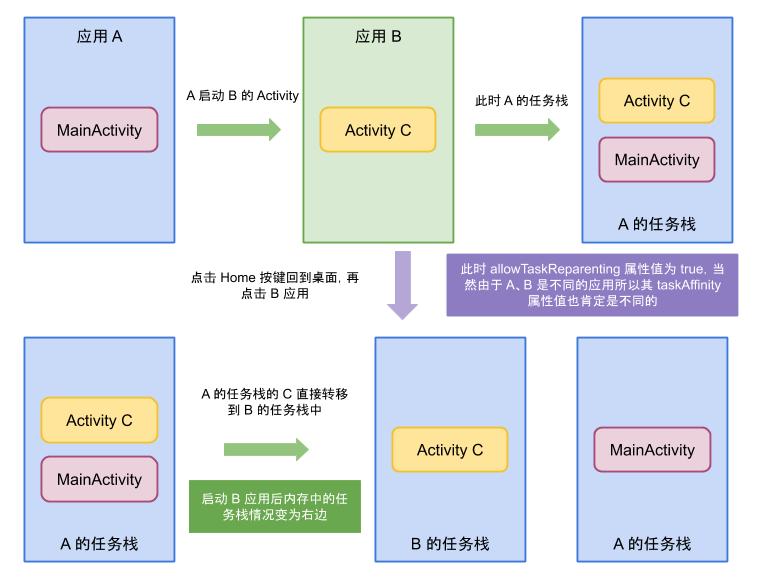 应用 A
应用 B
A 启动 B 的 Activity
此时 A 的任务栈
MainActivity
Activity C
Activity C
MainActivity
A 的任务栈
点击 Home 按键回到桌面，再
点击 B 应用
此时 allowTaskReparenting 属性值为 true，当
然由于 A、B 是不同的应用所以其 taskAffinity
属性值也肯定是不同的
Activity C
MainActivity
A 的任务栈
A 的任务栈的 C 直接转移
到 B 的任务栈中
启动 B 应用后内存中的任
务栈情况变为右边
Activity C
B 的任务栈
MainActivity
A 的任务栈